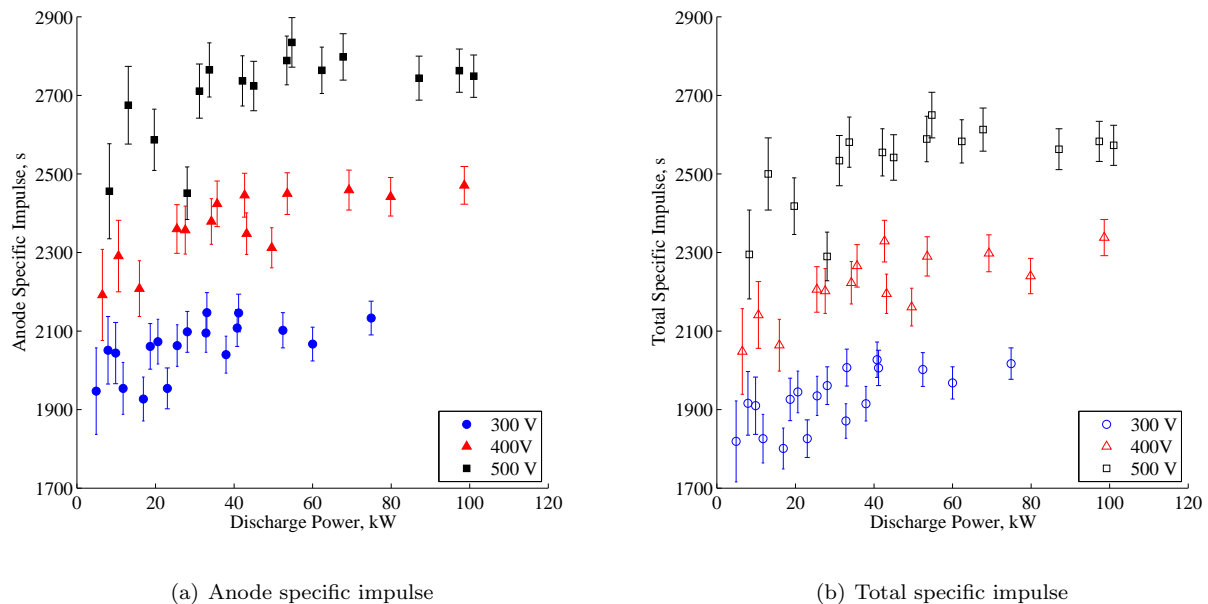 2900
2700
2500
2300
2100
1900
1700
0
20
40
60
80
100
120
Anode Specific Impulse, s
Discharge Power, kW
300 V
400V
500 V
(a) Anode specific impulse
2900
2700
2500
2300
2100
1900
1700
0
20
40
60
80
100
120
Total Specific Impulse, s
Discharge Power, kW
300 V
400 V
500 V
(b) Total specific impulse